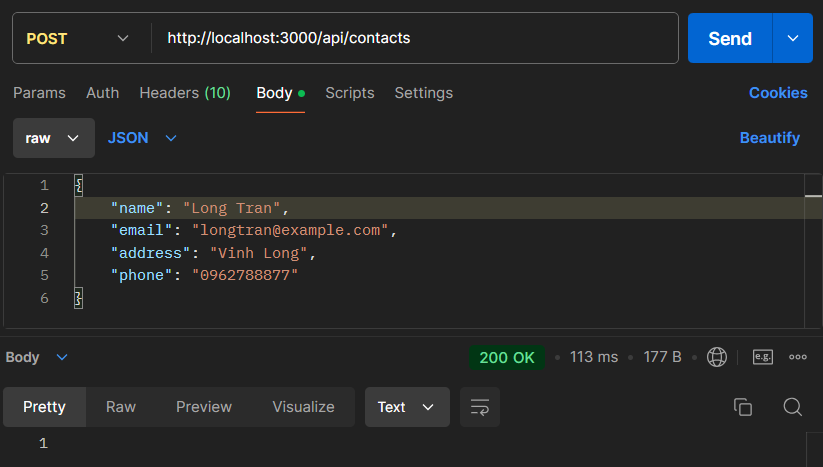 POST http://localhost:3000/api/contacts Send
Params Auth Headers (10) Body Scripts Settings Cookies
raw JSON Beautify
1 {
2 "name": "Long Tran",
3 "email": "longtran@example.com",
4 "address": "Vinh Long",
5 "phone": "0962788877"
6 }
Body 200 OK • 113 ms • 177 B • e.g.
Pretty Raw Preview Visualize Text
1